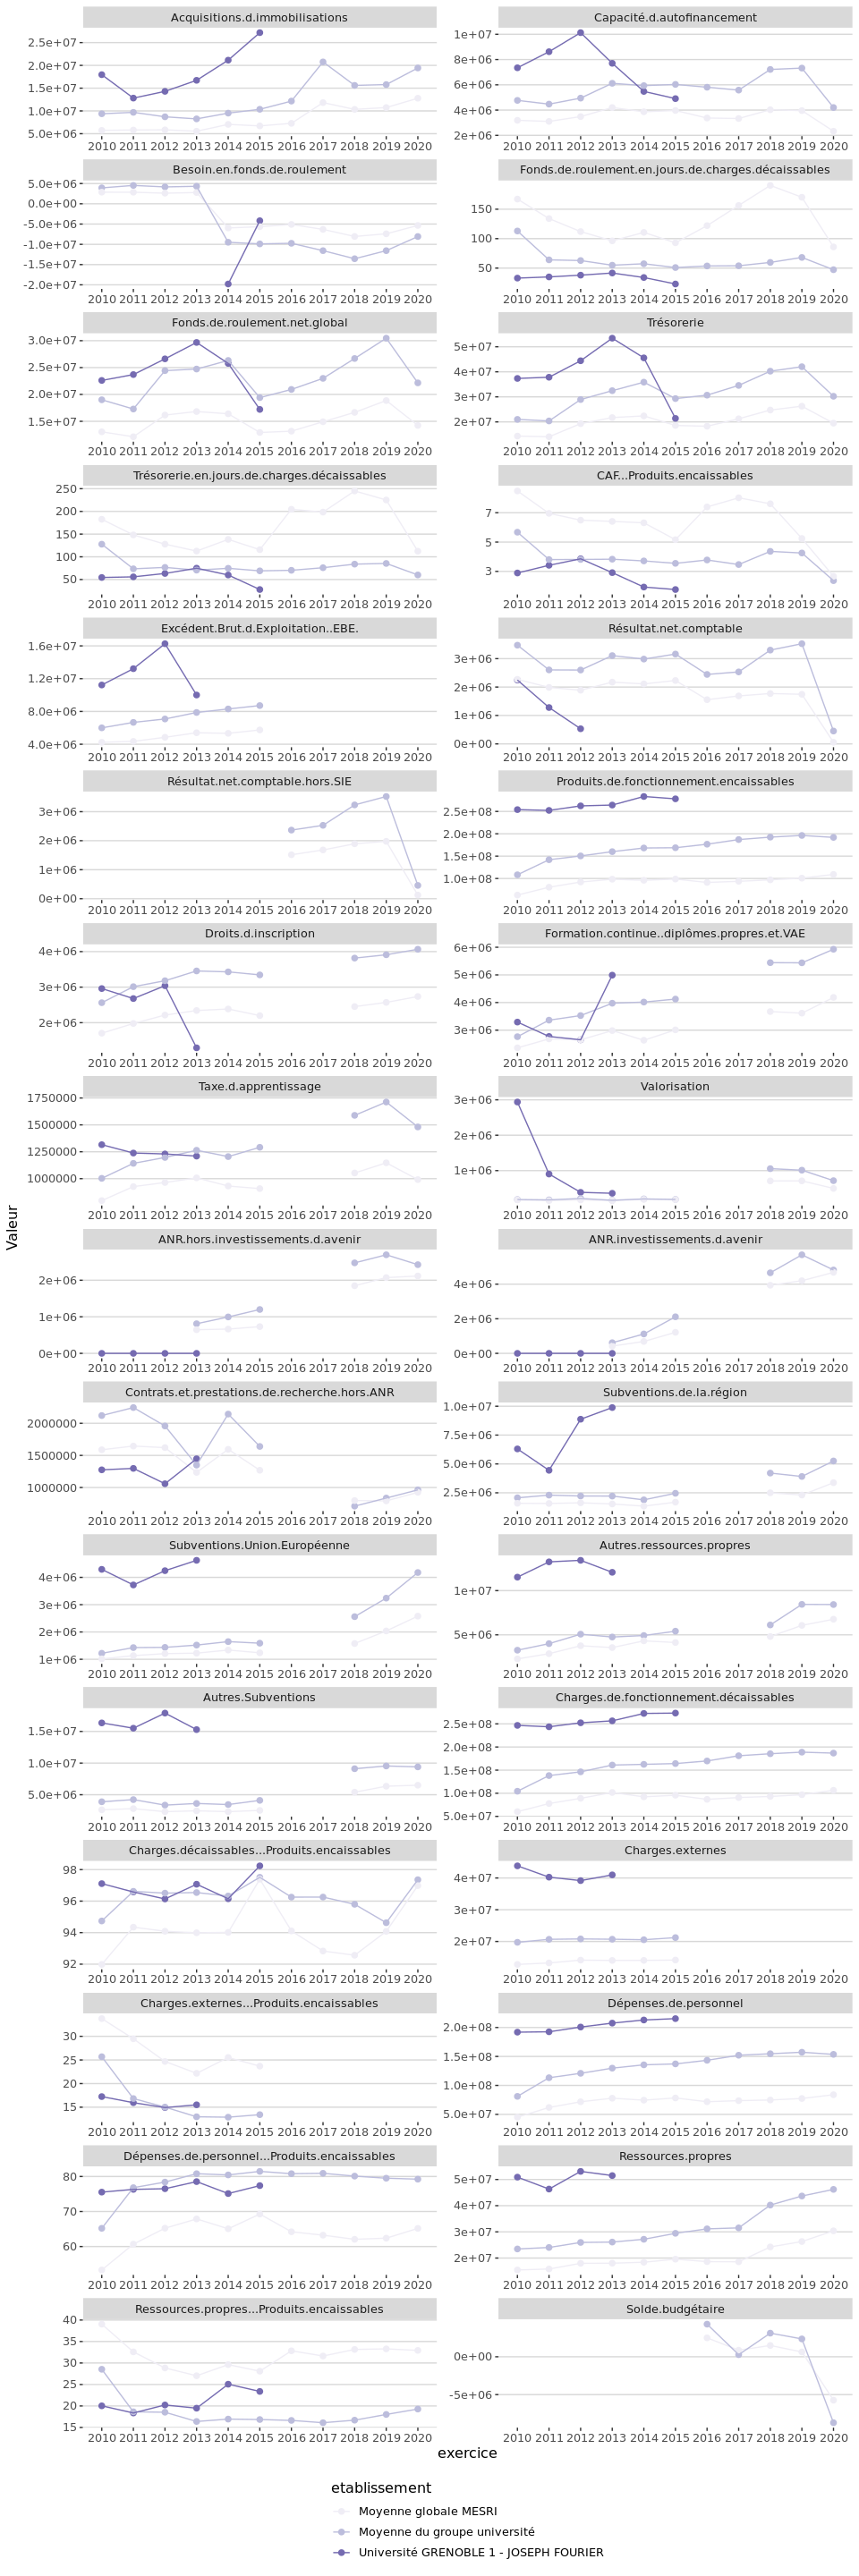 Acquisitions.d.immobilisations
Capacité.d.autofinancement
2.5e+07
2.0e+07
1.5e+07
1.0e+07
5.0e+06
1e+07
8e+06
6e+06
4e+06
2e+06
2010 2011 2012 2013 2014 2015 2016 2017 2018 2019 2020
2010 2011 2012 2013 2014 2015 2016 2017 2018 2019 2020
Besoin.en.fonds.de.roulement
Fonds.de.roulement.en.jours.de.charges.décaissables
5.0e+06
0.0e+00
-5.0e+06
-1.0e+07
-1.5e+07
-2.0e+07
150
100
50
2010 2011 2012 2013 2014 2015 2016 2017 2018 2019 2020
2010 2011 2012 2013 2014 2015 2016 2017 2018 2019 2020
Fonds.de.roulement.net.global
Trésorerie
3.0e+07
2.5e+07
2.0e+07
1.5e+07
5e+07
4e+07
3e+07
2e+07
2010 2011 2012 2013 2014 2015 2016 2017 2018 2019 2020
2010 2011 2012 2013 2014 2015 2016 2017 2018 2019 2020
Trésorerie.en.jours.de.charges.décaissables
CAF...Produits.encaissables
250
200
150
100
50
7
5
3
2010 2011 2012 2013 2014 2015 2016 2017 2018 2019 2020
2010 2011 2012 2013 2014 2015 2016 2017 2018 2019 2020
Excédent.Brut.d.Exploitation..EBE.
Résultat.net.comptable
1.6e+07
1.2e+07
8.0e+06
4.0e+06
3e+06
2e+06
1e+06
0e+00
2010 2011 2012 2013 2014 2015 2016 2017 2018 2019 2020
2010 2011 2012 2013 2014 2015 2016 2017 2018 2019 2020
Résultat.net.comptable.hors.SIE
Produits.de.fonctionnement.encaissables
3e+06
2e+06
1e+06
0e+00
2.5e+08
2.0e+08
1.5e+08
1.0e+08
2010 2011 2012 2013 2014 2015 2016 2017 2018 2019 2020
2010 2011 2012 2013 2014 2015 2016 2017 2018 2019 2020
Droits.d.inscription
Formation.continue..diplômes.propres.et.VAE
4e+06
3e+06
2e+06
6e+06
5e+06
4e+06
3e+06
2010 2011 2012 2013 2014 2015 2016 2017 2018 2019 2020
2010 2011 2012 2013 2014 2015 2016 2017 2018 2019 2020
Taxe.d.apprentissage
Valorisation
1750000
1500000
1250000
1000000
3e+06
2e+06
1e+06
2010 2011 2012 2013 2014 2015 2016 2017 2018 2019 2020
2010 2011 2012 2013 2014 2015 2016 2017 2018 2019 2020
Valeur
ANR.hors.investissements.d.avenir
ANR.investissements.d.avenir
2e+06
1e+06
0e+00
4e+06
2e+06
0e+00
2010 2011 2012 2013 2014 2015 2016 2017 2018 2019 2020
2010 2011 2012 2013 2014 2015 2016 2017 2018 2019 2020
Contrats.et.prestations.de.recherche.hors.ANR
Subventions.de.la.région
2000000
1500000
1000000
1.0e+07
7.5e+06
5.0e+06
2.5e+06
2010 2011 2012 2013 2014 2015 2016 2017 2018 2019 2020
2010 2011 2012 2013 2014 2015 2016 2017 2018 2019 2020
Subventions.Union.Européenne
Autres.ressources.propres
4e+06
3e+06
2e+06
1e+06
1e+07
5e+06
2010 2011 2012 2013 2014 2015 2016 2017 2018 2019 2020
2010 2011 2012 2013 2014 2015 2016 2017 2018 2019 2020
Autres.Subventions
Charges.de.fonctionnement.décaissables
1.5e+07
1.0e+07
5.0e+06
2.5e+08
2.0e+08
1.5e+08
1.0e+08
5.0e+07
2010 2011 2012 2013 2014 2015 2016 2017 2018 2019 2020
2010 2011 2012 2013 2014 2015 2016 2017 2018 2019 2020
Charges.décaissables...Produits.encaissables
Charges.externes
98
96
94
92
4e+07
3e+07
2e+07
2010 2011 2012 2013 2014 2015 2016 2017 2018 2019 2020
2010 2011 2012 2013 2014 2015 2016 2017 2018 2019 2020
Charges.externes...Produits.encaissables
Dépenses.de.personnel
30
25
20
15
2.0e+08
1.5e+08
1.0e+08
5.0e+07
2010 2011 2012 2013 2014 2015 2016 2017 2018 2019 2020
2010 2011 2012 2013 2014 2015 2016 2017 2018 2019 2020
Dépenses.de.personnel...Produits.encaissables
Ressources.propres
80
70
60
5e+07
4e+07
3e+07
2e+07
2010 2011 2012 2013 2014 2015 2016 2017 2018 2019 2020
2010 2011 2012 2013 2014 2015 2016 2017 2018 2019 2020
Ressources.propres...Produits.encaissables
Solde.budgétaire
40
35
30
25
20
15
0e+00
-5e+06
2010 2011 2012 2013 2014 2015 2016 2017 2018 2019 2020
2010 2011 2012 2013 2014 2015 2016 2017 2018 2019 2020
exercice
etablissement
Moyenne globale MESRI
Moyenne du groupe université
Université GRENOBLE 1 - JOSEPH FOURIER